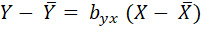 Y − Ȳ = b_yx (X − X̄)